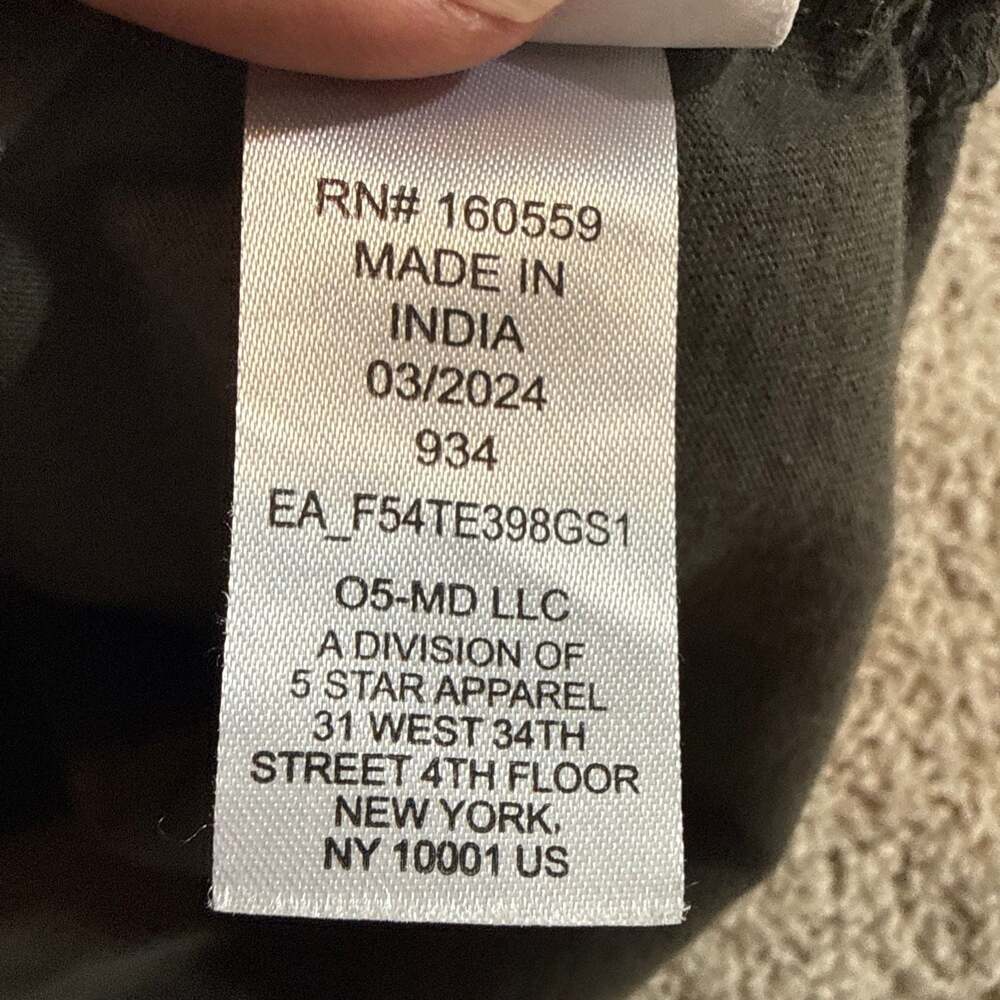 RN# 160559
MADE IN
INDIA
03/2024
934
EA_F54TE398GS1
O5-MD LLC
A DIVISION OF
5 STAR APPAREL
31 WEST 34TH
STREET 4TH FLOOR
NEW YORK,
NY 10001 US